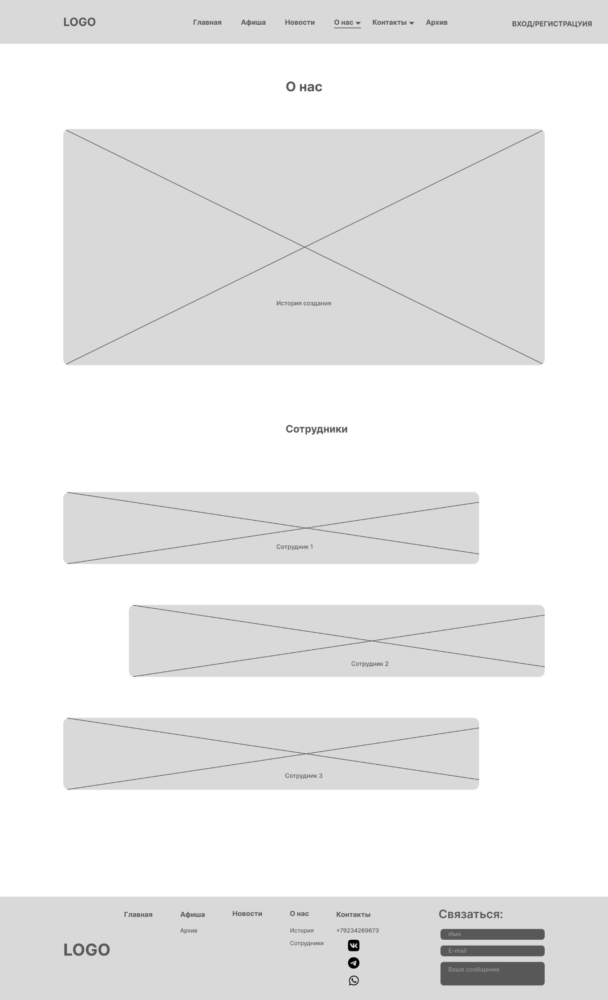 LOGO
Главная
Афиша
Новости
О нас
Контакты
Архив
ВХОД/РЕГИСТРАЦУИЯ
О нас
История создания
Сотрудники
Сотрудник 1
Сотрудник 2
Сотрудник 3
LOGO
Главная
Афиша
Архив
Новости
О нас
История
Сотрудники
Контакты
+79234269673
Связаться:
Имя
E-mail
Ваше сообщение